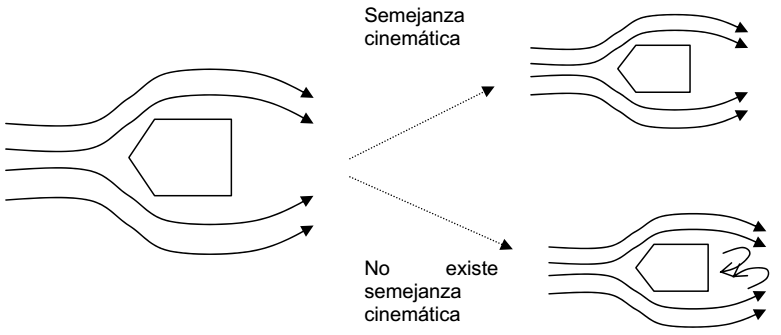 Semejanza
cinemática
No existe
semejanza
cinemática